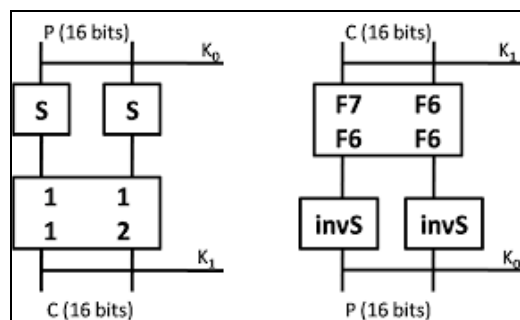 P (16 bits)
K₀
S S
1 1
1 2
K₁
C (16 bits)
C (16 bits)
K₁
F7 F6
F6 F6
invS invS
K₀
P (16 bits)